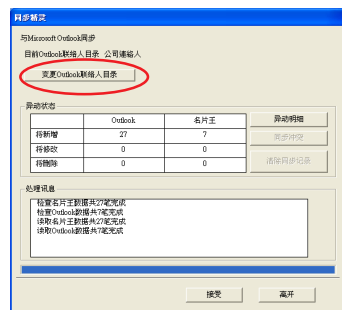 同步精灵
与Microsoft Outlook同步
目前Outlook联络人目录 公司連絡人
变更Outlook联络人目录
异动状态
Outlook 名片王
将新增 27 7
将修改 0 0
将删除 0 0
异动明细
同步冲突
清除同步记录
处理讯息
检查名片王数据共27笔完成
检查Outlook数据共7笔完成
读取名片王数据共27笔完成
读取Outlook数据共7笔完成
接受
离开